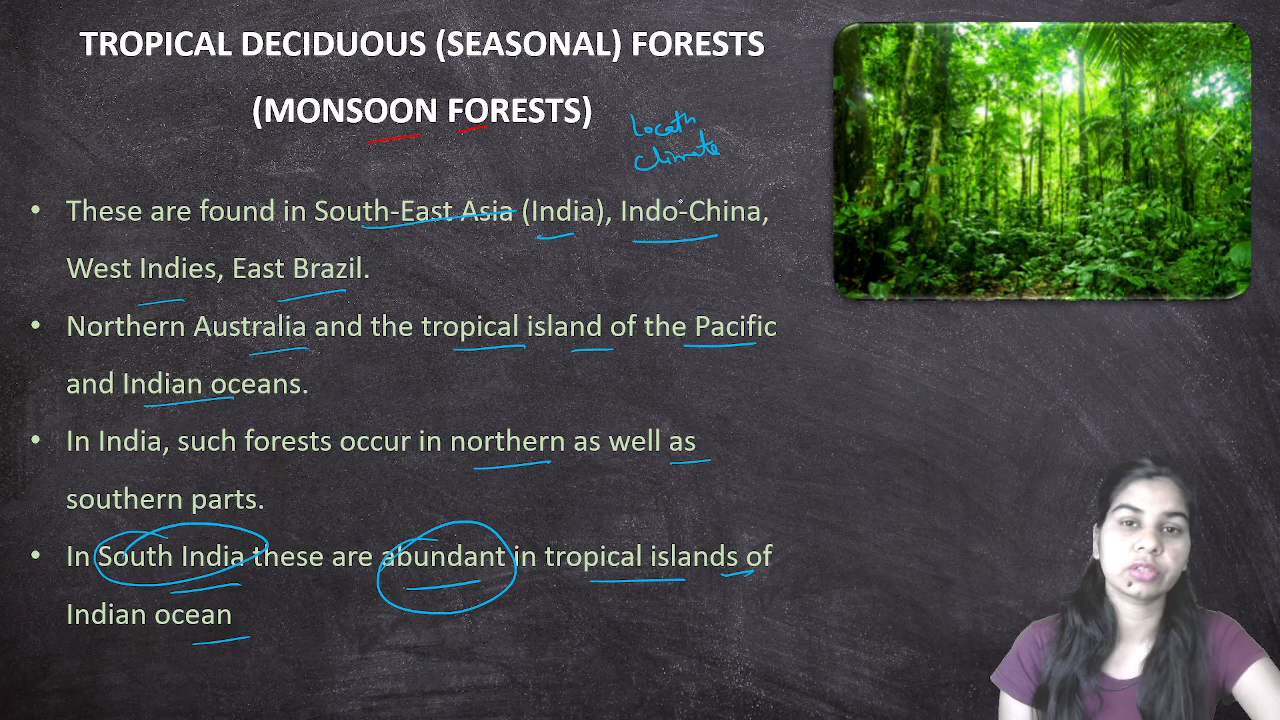 TROPICAL DECIDUOUS (SEASONAL) FORESTS
(MONSOON FORESTS)
Locatn
climate
• These are found in South-East Asia (India), Indo-China,
West Indies, East Brazil.
• Northern Australia and the tropical island of the Pacific
and Indian oceans.
• In India, such forests occur in northern as well as
southern parts.
• In South India these are abundant in tropical islands of
Indian ocean